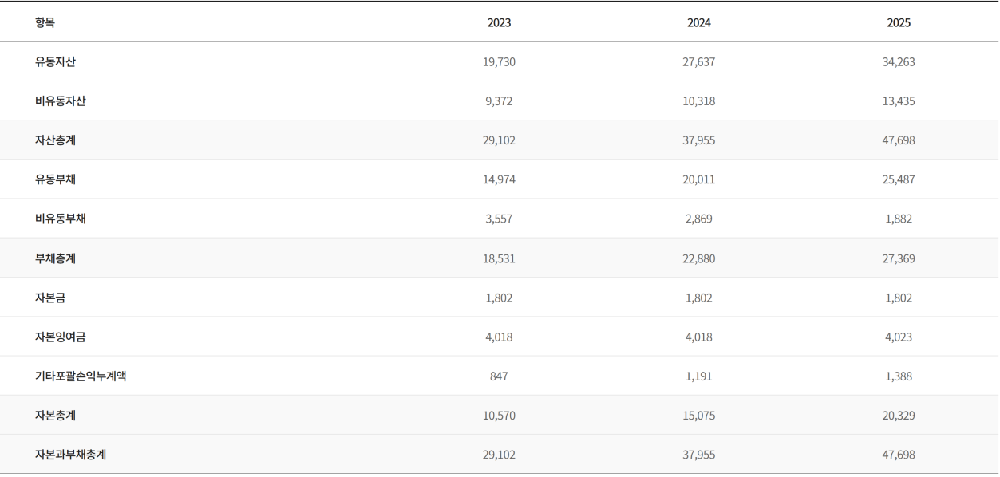 항목 2023 2024 2025
유동자산 19,730 27,637 34,263
비유동자산 9,372 10,318 13,435
자산총계 29,102 37,955 47,698
유동부채 14,974 20,011 25,487
비유동부채 3,557 2,869 1,882
부채총계 18,531 22,880 27,369
자본금 1,802 1,802 1,802
자본잉여금 4,018 4,018 4,023
기타포괄손익누계액 847 1,191 1,388
자본총계 10,570 15,075 20,329
자본과부채총계 29,102 37,955 47,698